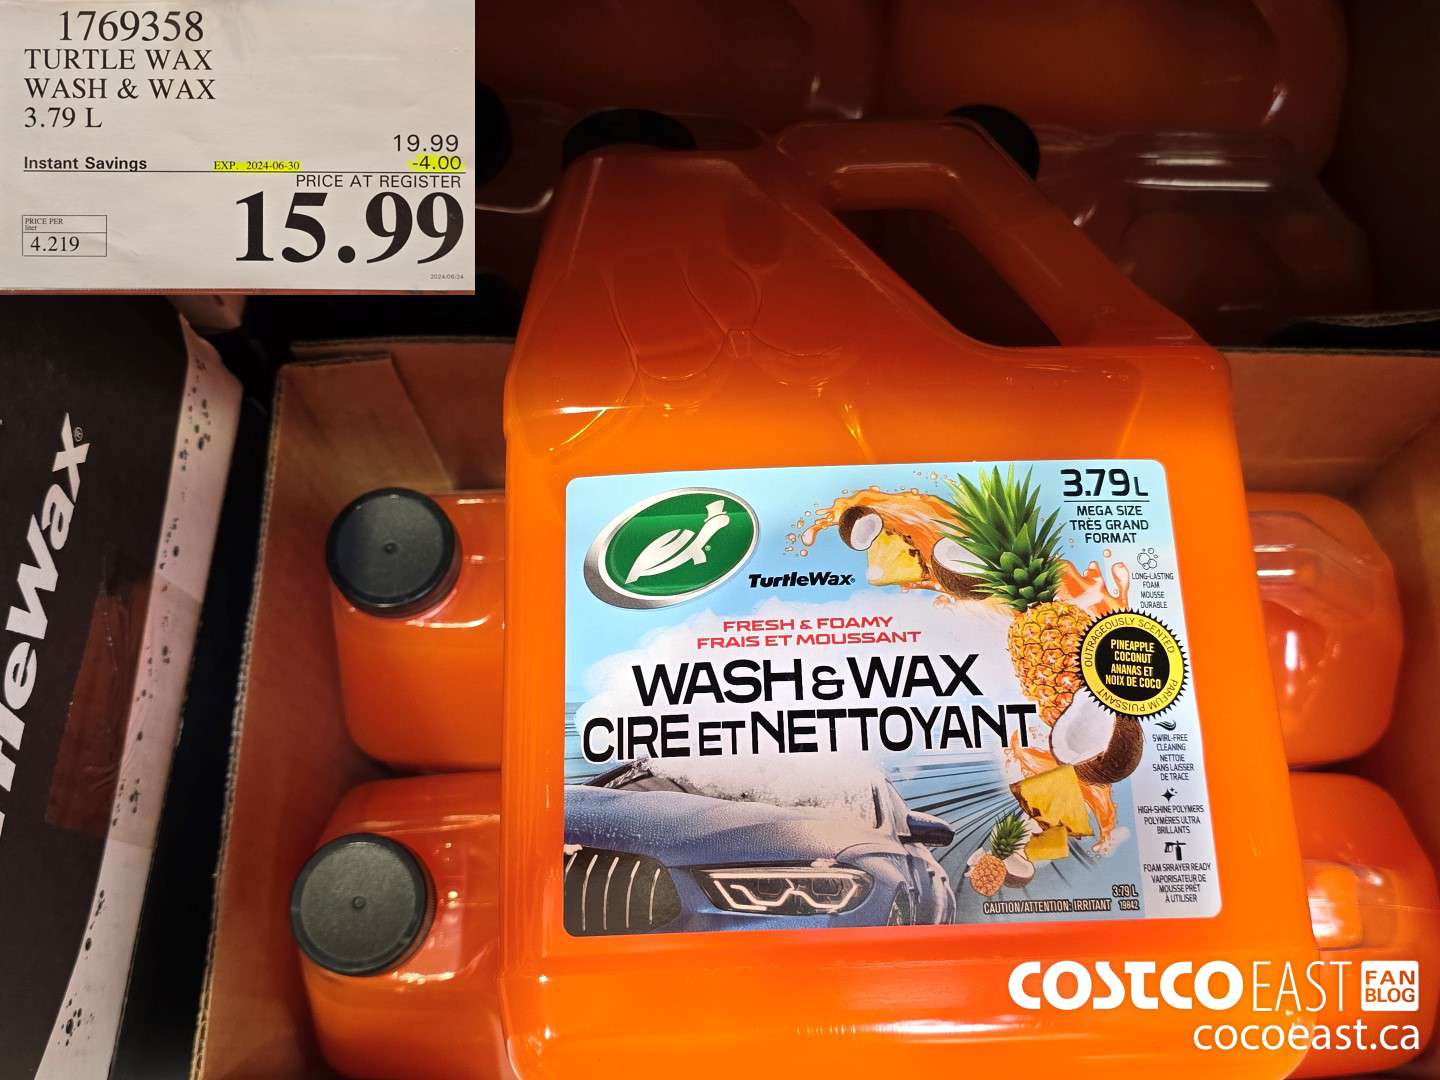 1769358
TURTLE WAX
WASH & WAX
3.79 L
19.99
Instant Savings EXP. 2024-06-30 -4.00
PRICE AT REGISTER
15.99
PRICE PER
liter
4.219
2024/06/24
TurtleWax®
3.79L
MEGA SIZE
TRÈS GRAND
FORMAT
LONG-LASTING
FOAM
MOUSSE
DURABLE
TurtleWax®
FRESH & FOAMY
FRAIS ET MOUSSANT
WASH & WAX
CIRE ET NETTOYANT
OUTRAGEOUSLY SCENTED
PINEAPPLE
COCONUT
ANANAS ET
NOIX DE COCO
PARFUM PUISSANT
SWIRL-FREE
CLEANING
NETTOIE
SANS LAISSER
DE TRACE
HIGH-SHINE POLYMERS
POLYMÈRES ULTRA
BRILLANTS
FOAM SPRAYER READY
VAPORISATEUR DE
MOUSSE PRÊT
À UTILISER
3.79 L
CAUTION/ATTENTION: IRRITANT 19842
COSTCO EAST FAN
BLOG
cocoeast.ca